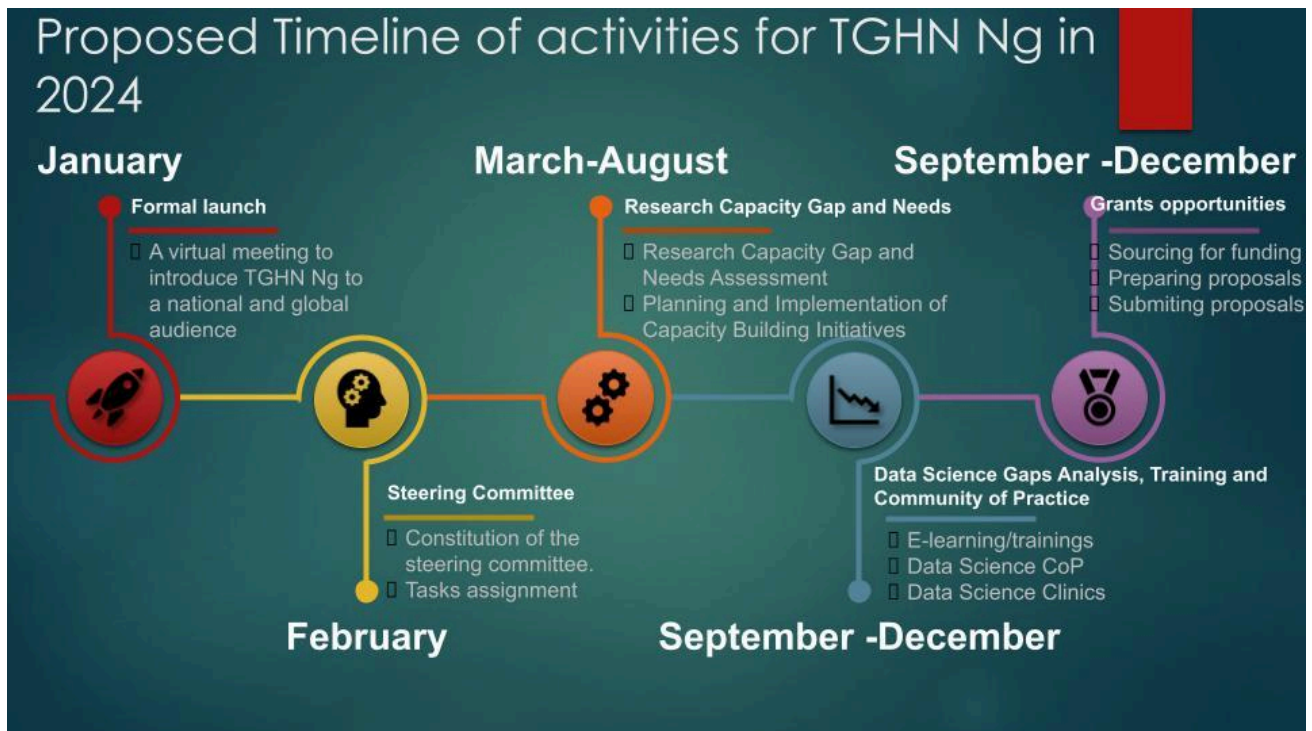 Proposed Timeline of activities for TGHN Ng in
2024
January
Formal launch
A virtual meeting to
introduce TGHN Ng to
a national and global
audience
February
Steering Committee
Constitution of the
steering committee.
Tasks assignment
March-August
Research Capacity Gap and Needs
Research Capacity Gap and
Needs Assessment
Planning and Implementation of
Capacity Building Initiatives
September -December
Data Science Gaps Analysis, Training and
Community of Practice
E-learning/trainings
Data Science CoP
Data Science Clinics
September -December
Grants opportunities
Sourcing for funding
Preparing proposals
Submiting proposals